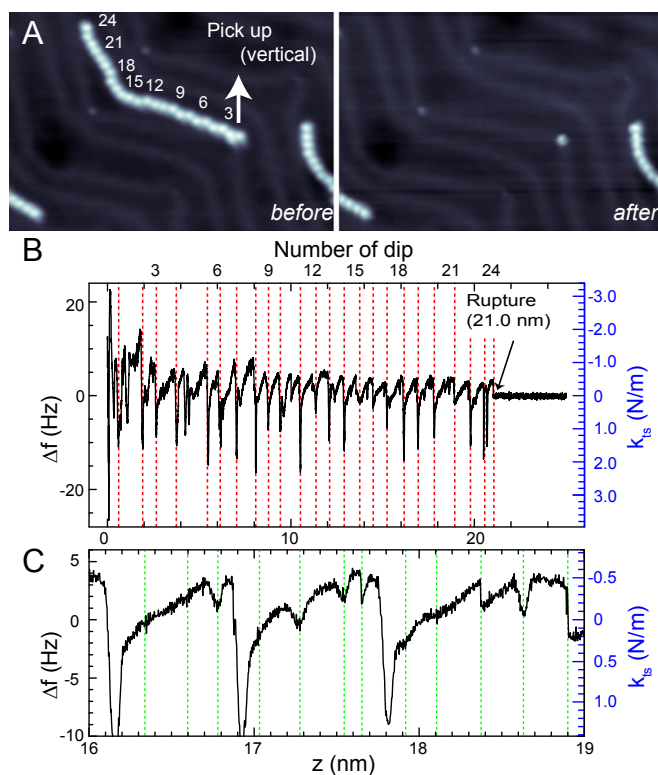 A
24
21
18
15
12
9
6
3
Pick up
(vertical)
before
after
B
Number of dip
3 6 8 9 12 15 18 21 24
Rupture
(21.0 nm)
20
0
-20
Δf (Hz)
-3.0
-2.0
-1.0
0
1.0
2.0
3.0
k_ts (N/m)
0 10 20
C
5
0
-5
-10
Δf (Hz)
-0.5
0
0.5
1.0
k_ts (N/m)
16 17 18 19
z (nm)